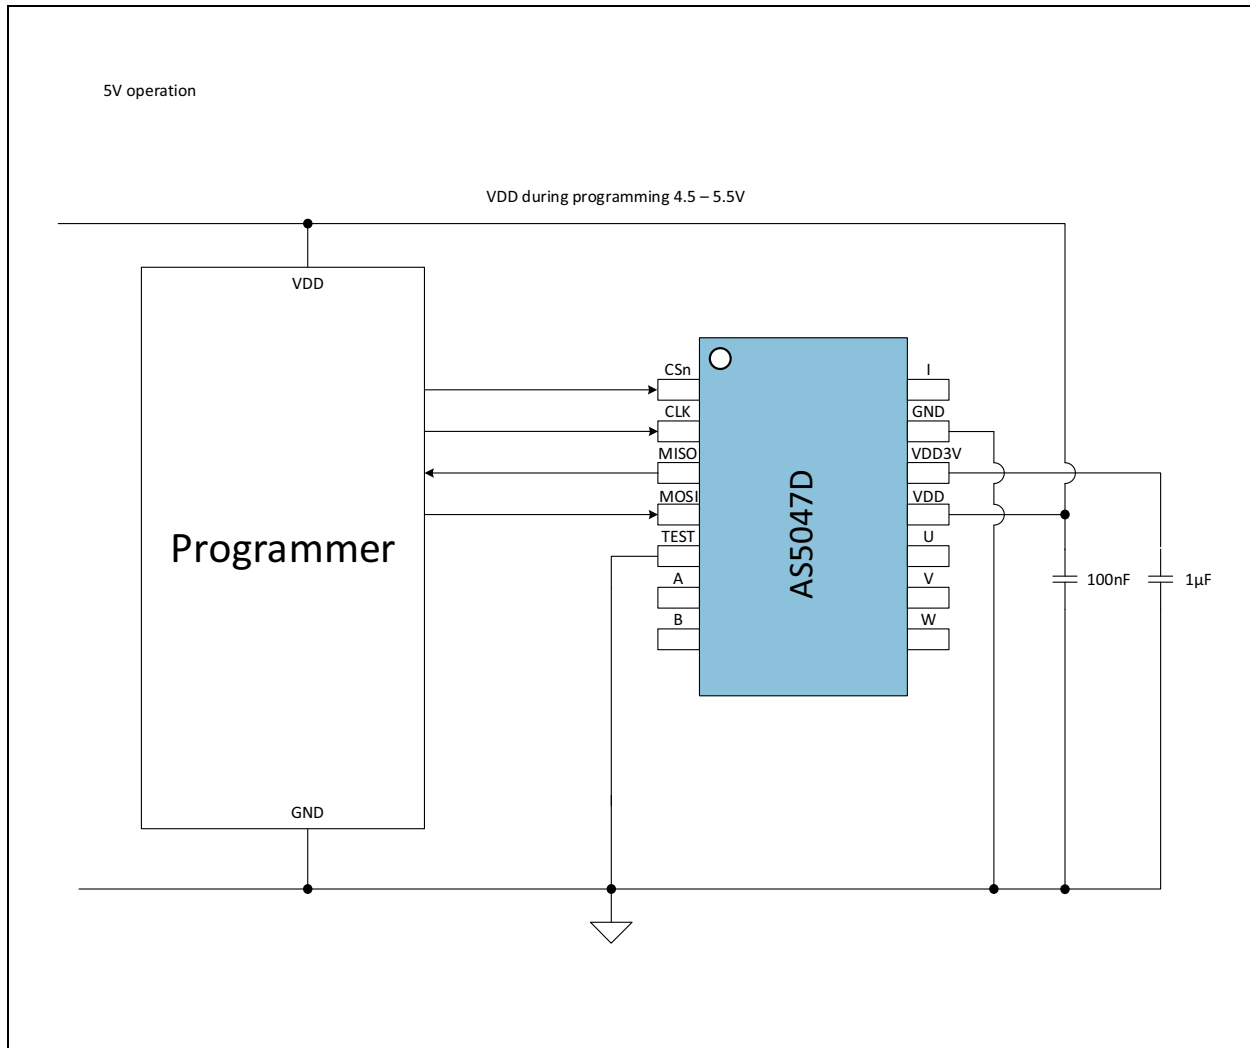 5V operation
VDD during programming 4.5 – 5.5V
VDD
Programmer
GND
CSn
CLK
MISO
MOSI
TEST
A
B
AS5047D
I
GND
VDD3V
VDD
U
V
W
100nF
1µF